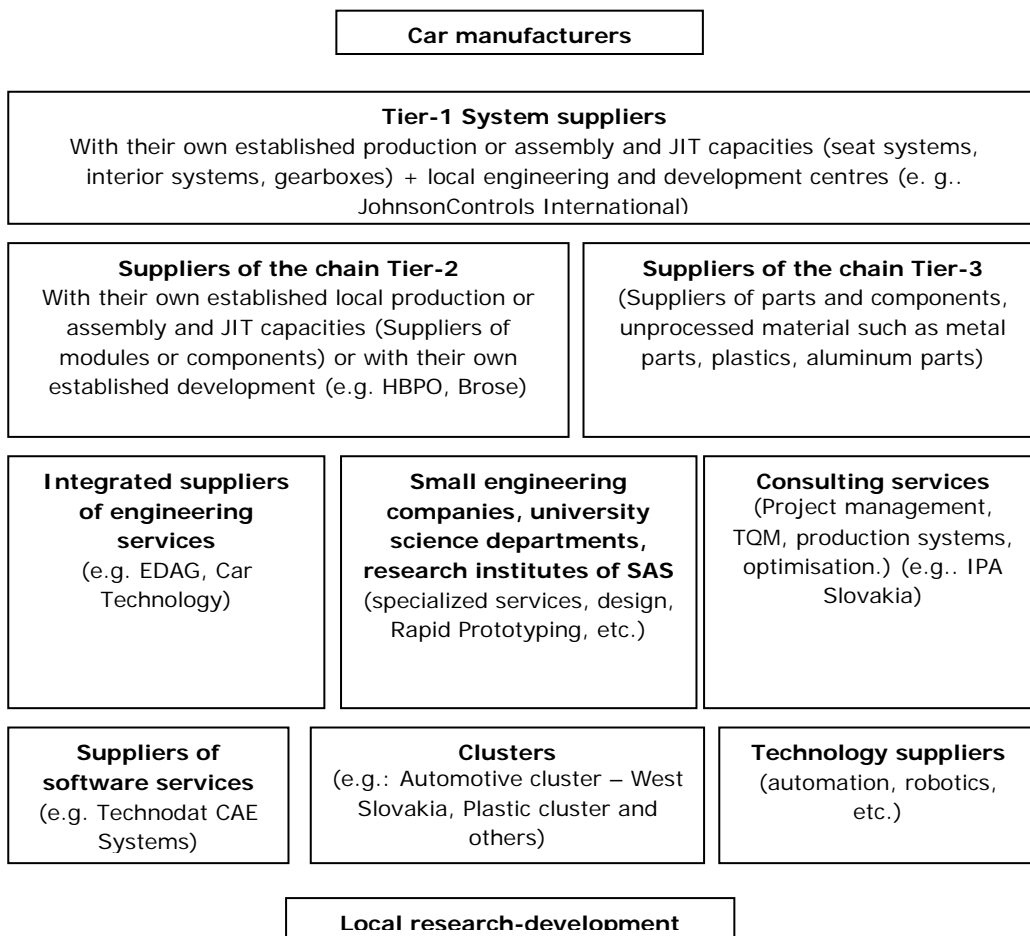 Car manufacturers
Tier-1 System suppliers
With their own established production or assembly and JIT capacities (seat systems,
interior systems, gearboxes) + local engineering and development centres (e. g..
JohnsonControls International)
Suppliers of the chain Tier-2
With their own established local production or
assembly and JIT capacities (Suppliers of
modules or components) or with their own
established development (e.g. HBPO, Brose)
Suppliers of the chain Tier-3
(Suppliers of parts and components,
unprocessed material such as metal
parts, plastics, aluminum parts)
Integrated suppliers
of engineering
services
(e.g. EDAG, Car
Technology)
Small engineering
companies, university
science departments,
research institutes of SAS
(specialized services, design,
Rapid Prototyping, etc.)
Consulting services
(Project management,
TQM, production systems,
optimisation.) (e.g.. IPA
Slovakia)
Suppliers of
software services
(e.g. Technodat CAE
Systems)
Clusters
(e.g.: Automotive cluster – West
Slovakia, Plastic cluster and
others)
Technology suppliers
(automation, robotics,
etc.)
Local research-development